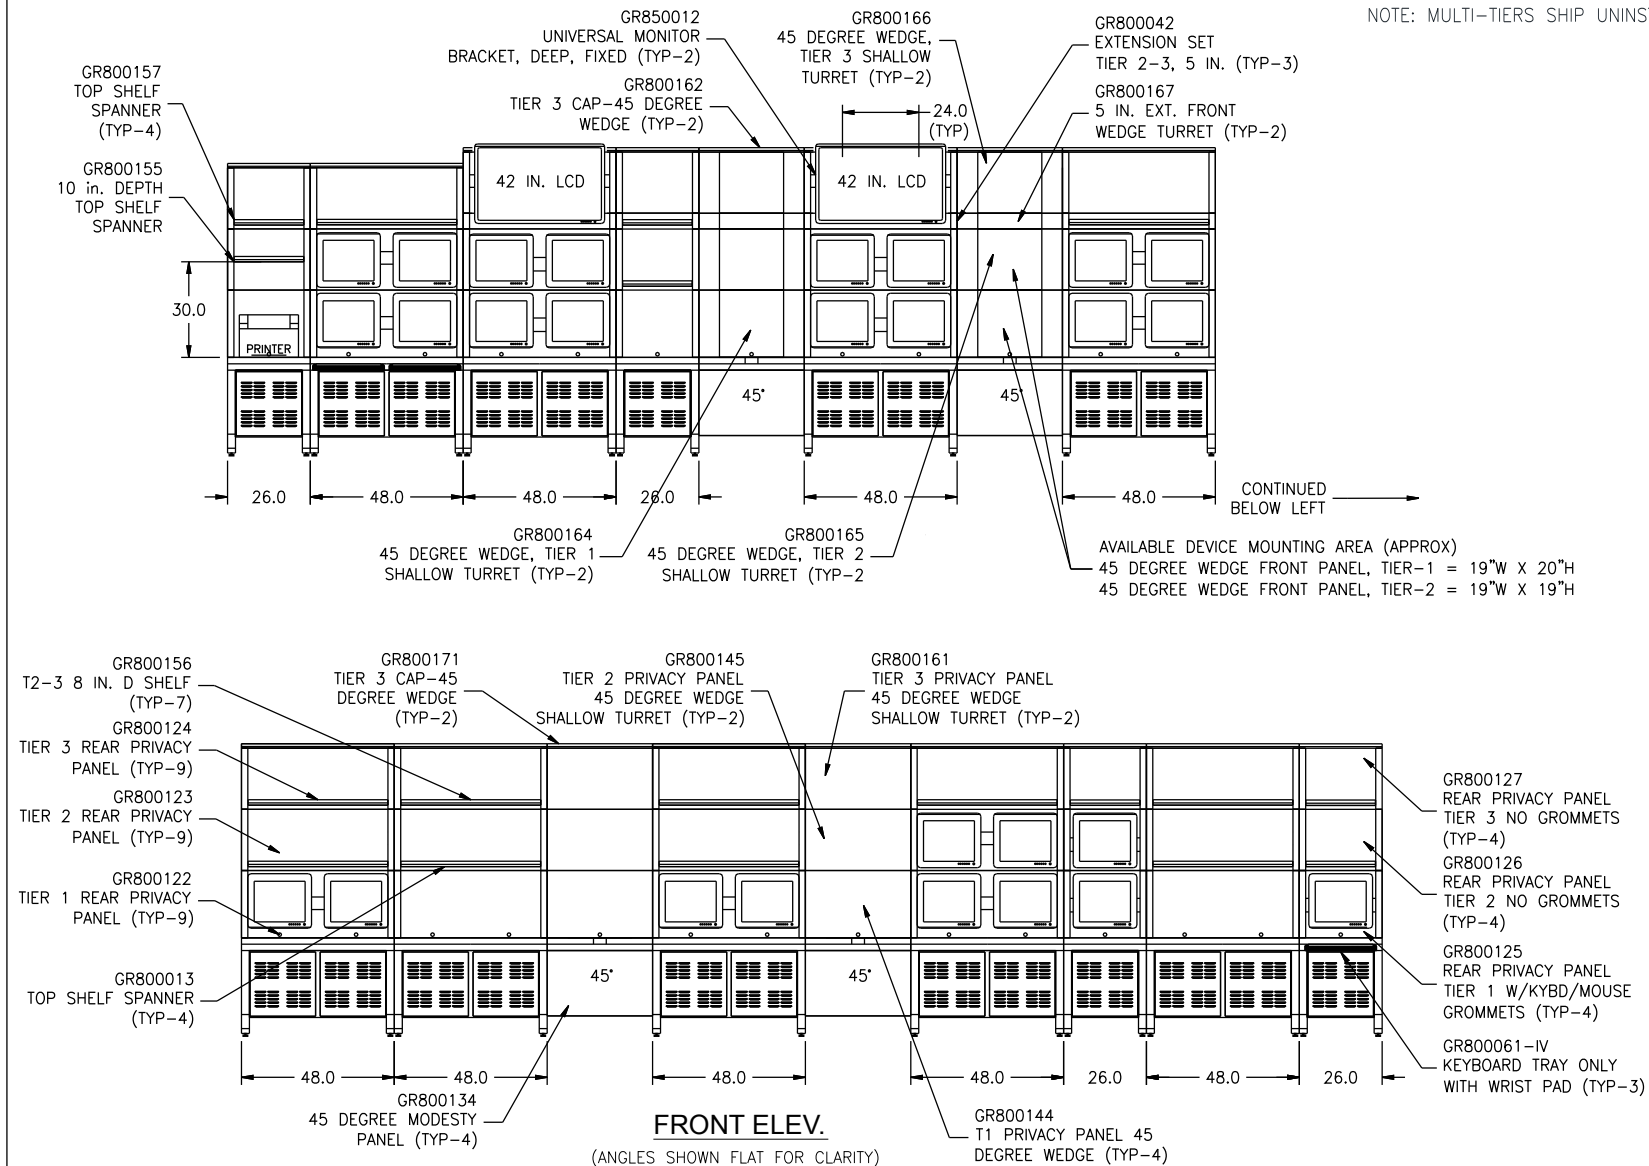 NOTE: MULTI-TIERS SHIP UNINS
GR850012
UNIVERSAL MONITOR
BRACKET, DEEP, FIXED (TYP-2)
GR800166
45 DEGREE WEDGE,
TIER 3 SHALLOW
TURRET (TYP-2)
GR800042
EXTENSION SET
TIER 2-3, 5 IN. (TYP-3)
GR800157
TOP SHELF
SPANNER
(TYP-4)
GR800162
TIER 3 CAP-45 DEGREE
WEDGE (TYP-2)
24.0
(TYP)
GR800167
5 IN. EXT. FRONT
WEDGE TURRET (TYP-2)
GR800155
10 in. DEPTH
TOP SHELF
SPANNER
42 IN. LCD
42 IN. LCD
30.0
PRINTER
45°
45°
26.0
48.0
48.0
26.0
48.0
48.0
CONTINUED
BELOW LEFT
GR800164
45 DEGREE WEDGE, TIER 1
SHALLOW TURRET (TYP-2)
GR800165
45 DEGREE WEDGE, TIER 2
SHALLOW TURRET (TYP-2
AVAILABLE DEVICE MOUNTING AREA (APPROX)
45 DEGREE WEDGE FRONT PANEL, TIER-1 = 19"W X 20"H
45 DEGREE WEDGE FRONT PANEL, TIER-2 = 19"W X 19"H
GR800156
T2-3 8 IN. D SHELF
(TYP-7)
GR800171
TIER 3 CAP-45
DEGREE WEDGE
(TYP-2)
GR800145
TIER 2 PRIVACY PANEL
45 DEGREE WEDGE
SHALLOW TURRET (TYP-2)
GR800161
TIER 3 PRIVACY PANEL
45 DEGREE WEDGE
SHALLOW TURRET (TYP-2)
GR800124
TIER 3 REAR PRIVACY
PANEL (TYP-9)
GR800123
TIER 2 REAR PRIVACY
PANEL (TYP-9)
GR800122
TIER 1 REAR PRIVACY
PANEL (TYP-9)
GR800013
TOP SHELF SPANNER
(TYP-4)
GR800127
REAR PRIVACY PANEL
TIER 3 NO GROMMETS
(TYP-4)
GR800126
REAR PRIVACY PANEL
TIER 2 NO GROMMETS
(TYP-4)
GR800125
REAR PRIVACY PANEL
TIER 1 W/KYBD/MOUSE
GROMMETS (TYP-4)
GR800061-IV
KEYBOARD TRAY ONLY
WITH WRIST PAD (TYP-3)
45°
45°
48.0
48.0
48.0
48.0
26.0
48.0
26.0
GR800134
45 DEGREE MODESTY
PANEL (TYP-4)
GR800144
T1 PRIVACY PANEL 45
DEGREE WEDGE (TYP-4)
FRONT ELEV.
(ANGLES SHOWN FLAT FOR CLARITY)